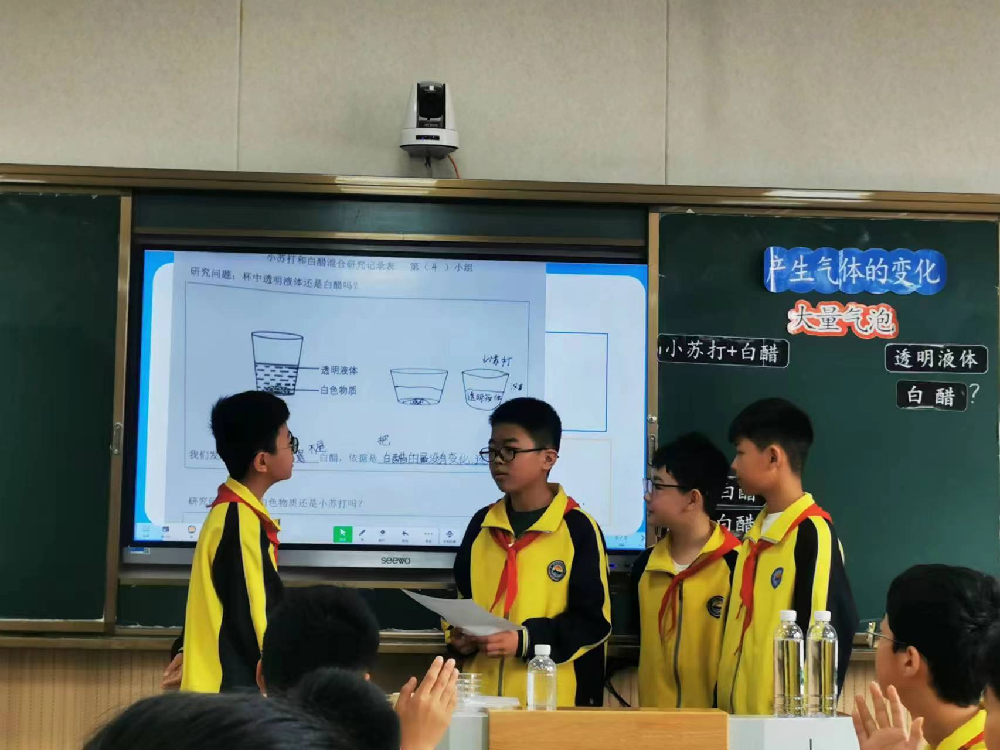 小苏打和白醋混合研究记录表 第（4）小组
研究问题：杯中透明液体还是白醋吗？
透明液体
白色物质
小苏打
没有
透明液体
不是
把
我们发
白醋，依据是 白醋的量没有变化，还
研究问
白色物质还是小苏打吗？
seewo
产生气体的变化
大量气泡
小苏打+白醋
透明液体
白醋？
白醋
白醋